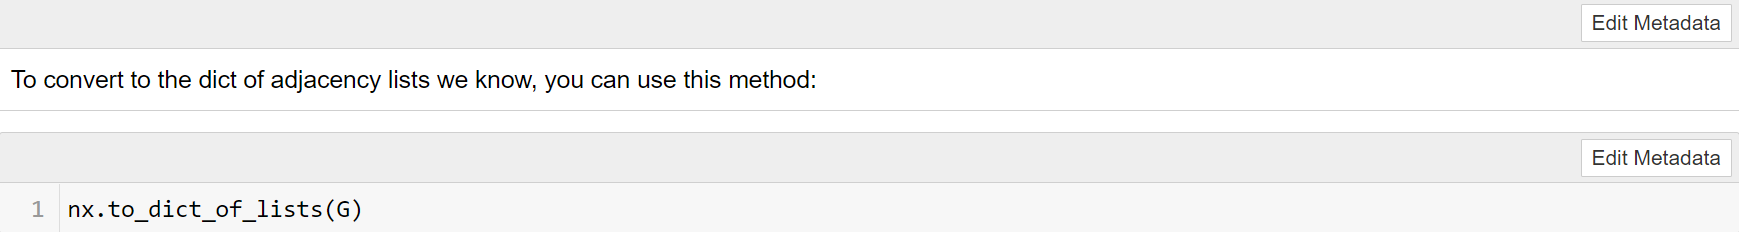 Edit Metadata
To convert to the dict of adjacency lists we know, you can use this method:
Edit Metadata
1 nx.to_dict_of_lists(G)